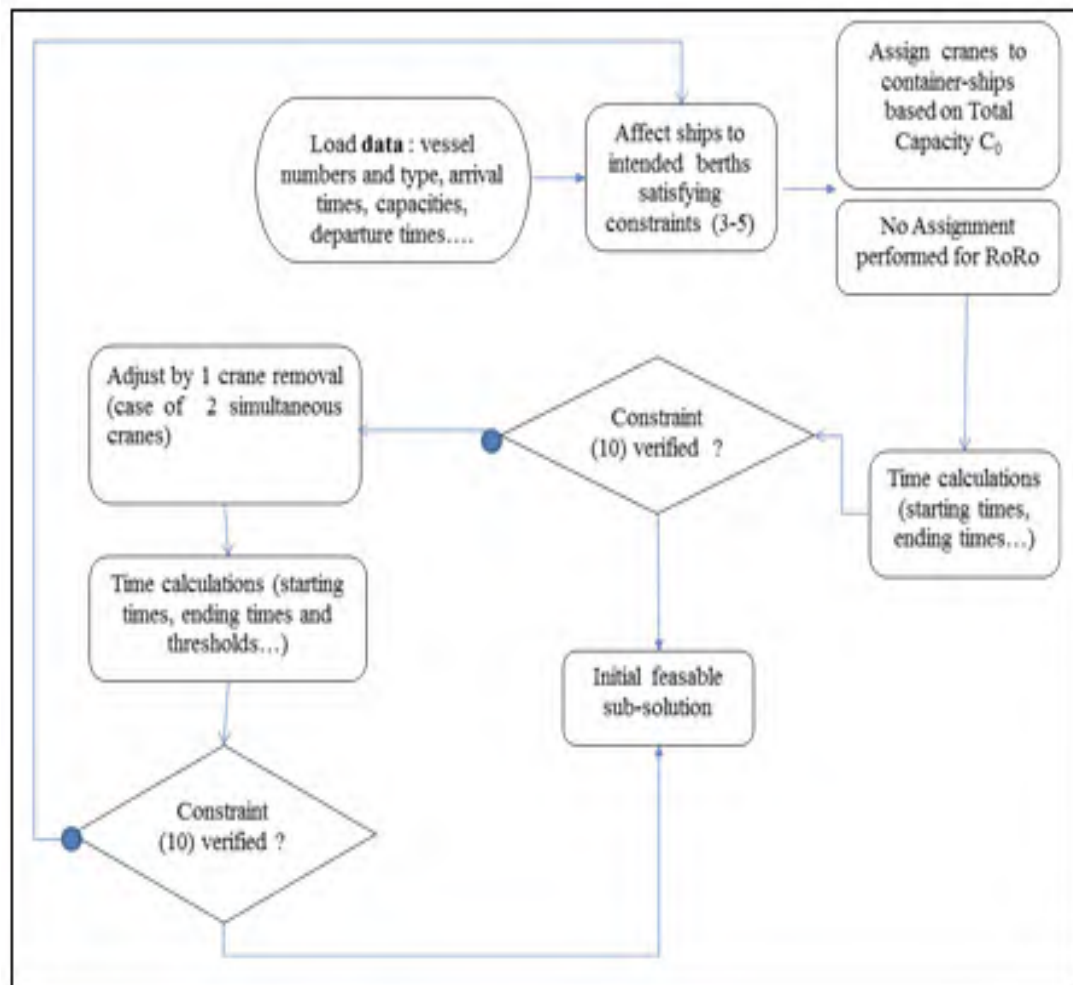 Load data : vessel
numbers and type, arrival
times, capacities,
departure times....
Affect ships to
intended berths
satisfying
constraints (3-5)
Assign cranes to
container-ships
based on Total
Capacity C₀
No Assignment
performed for RoRo
Time calculations
(starting times,
ending times...)
Constraint
(10) verified ?
Adjust by 1 crane removal
(case of 2 simultaneous
cranes)
Time calculations (starting
times, ending times and
thresholds...)
Constraint
(10) verified ?
Initial feasable
sub-solution